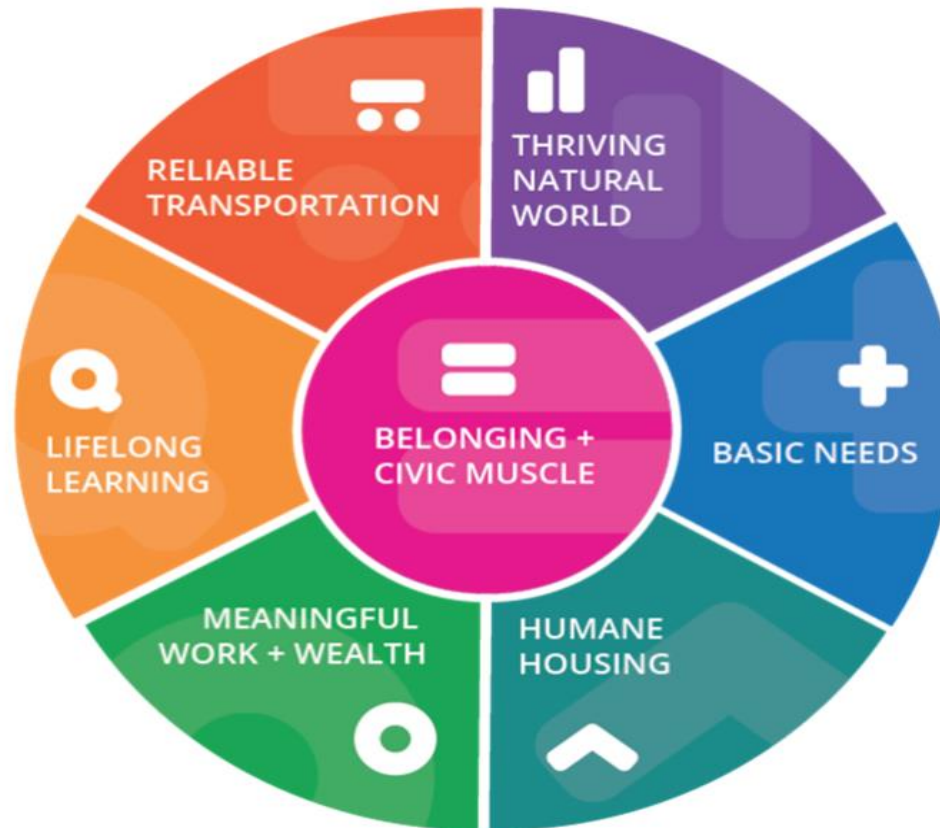 RELIABLE
TRANSPORTATION
THRIVING
NATURAL
WORLD
LIFELONG
LEARNING
BELONGING +
CIVIC MUSCLE
BASIC NEEDS
MEANINGFUL
WORK + WEALTH
HUMANE
HOUSING